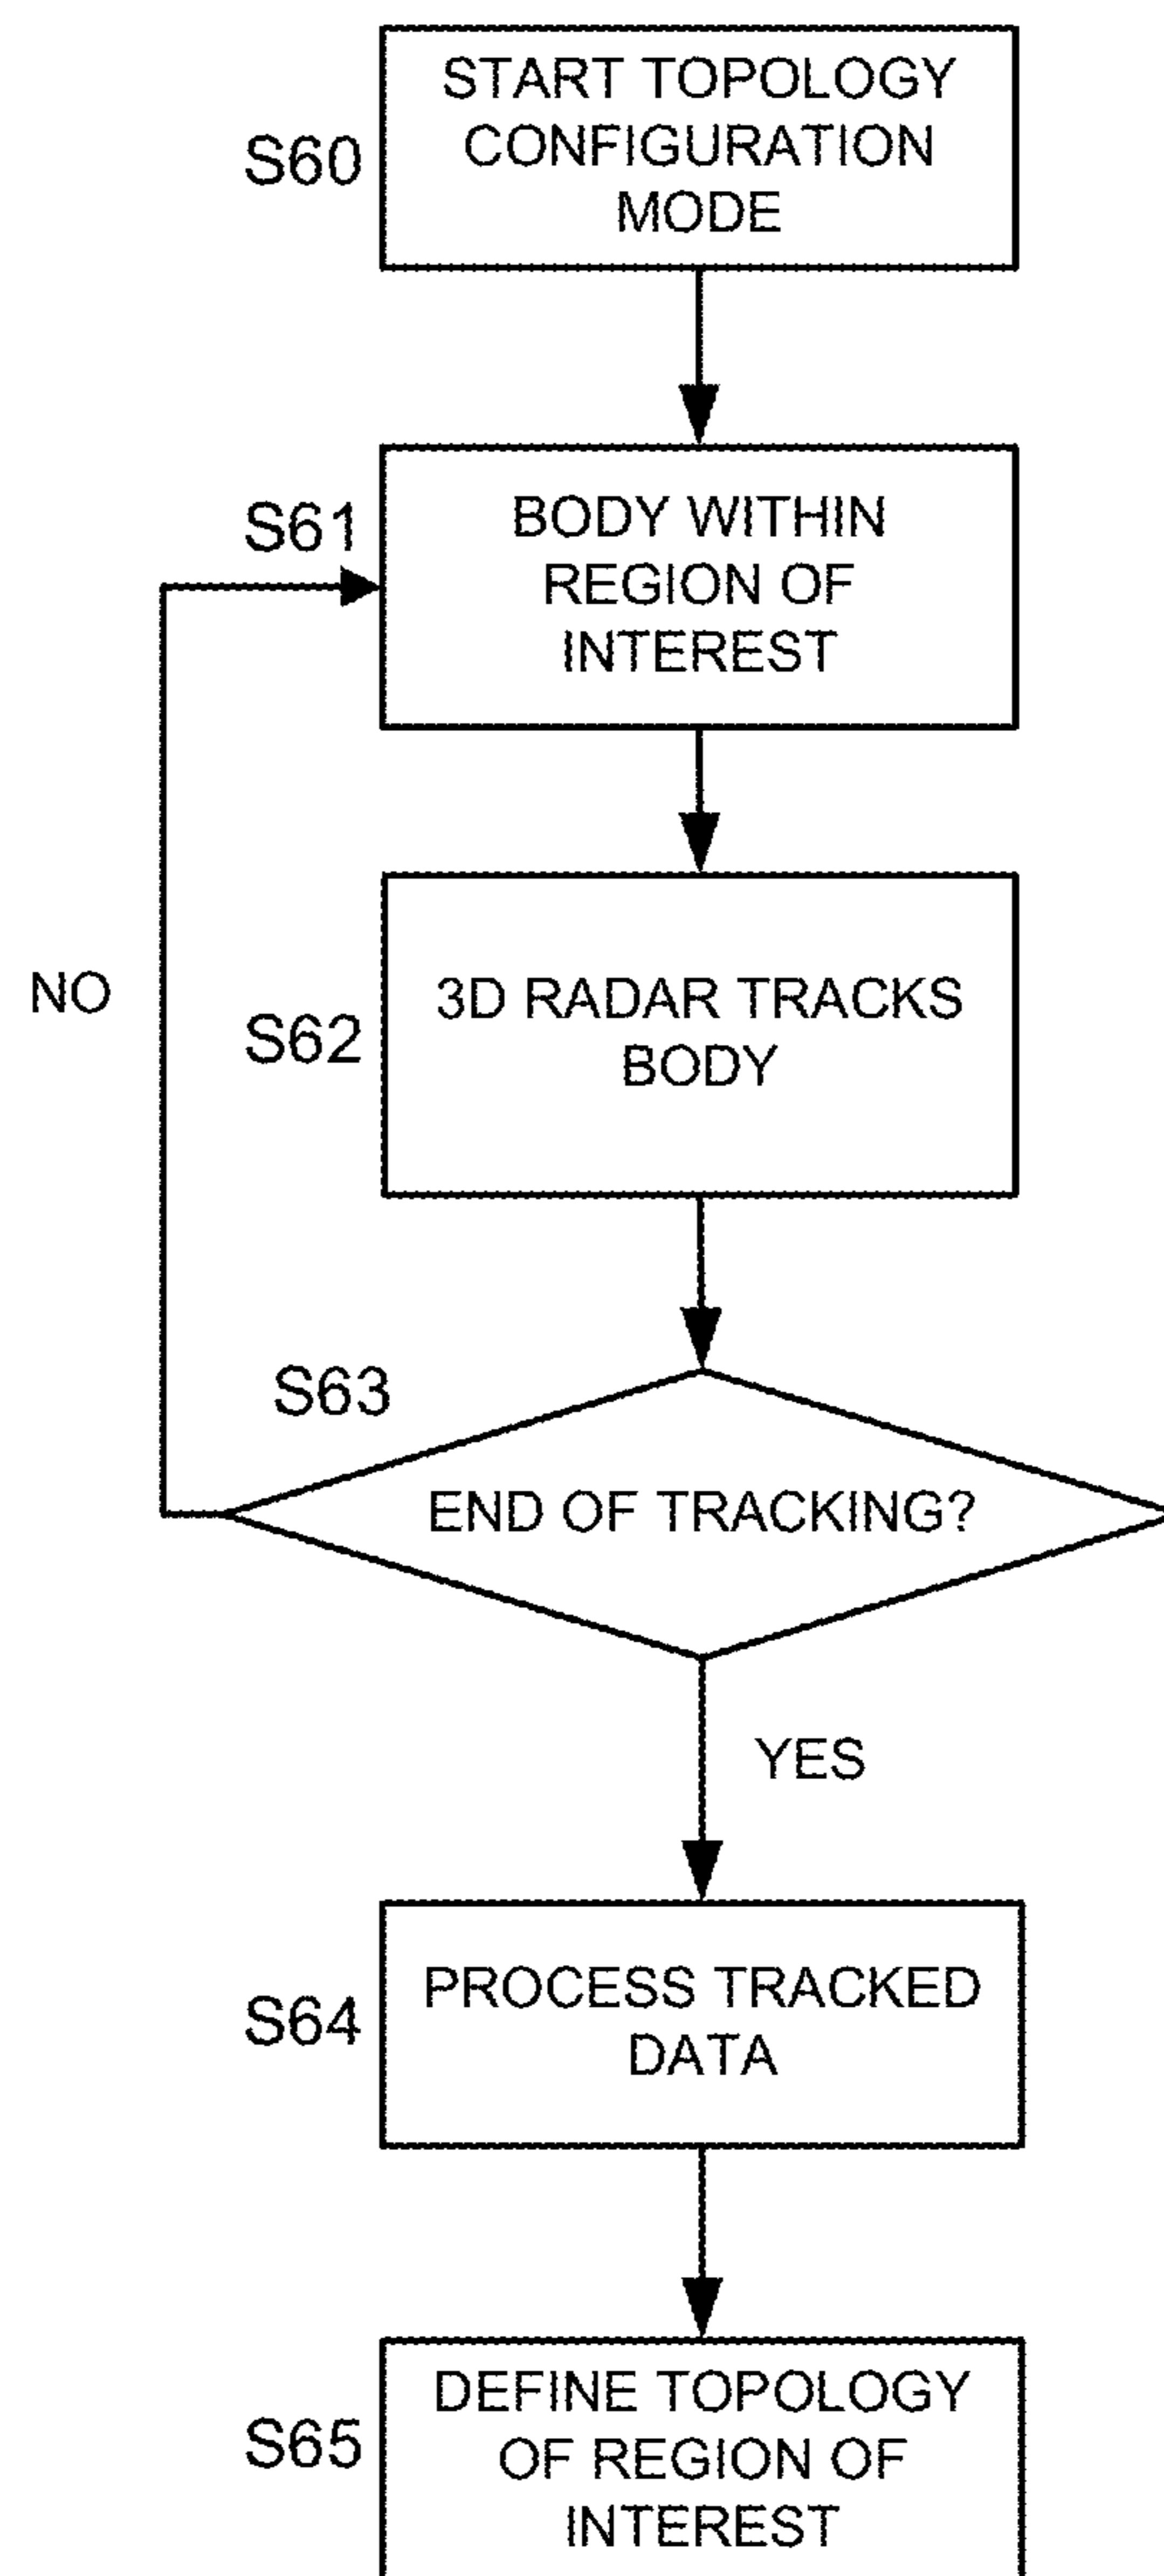 START TOPOLOGY
CONFIGURATION
MODE
S60
BODY WITHIN
REGION OF
INTEREST
S61
3D RADAR TRACKS
BODY
S62
NO
END OF TRACKING?
S63
YES
PROCESS TRACKED
DATA
S64
DEFINE TOPOLOGY
OF REGION OF
INTEREST
S65